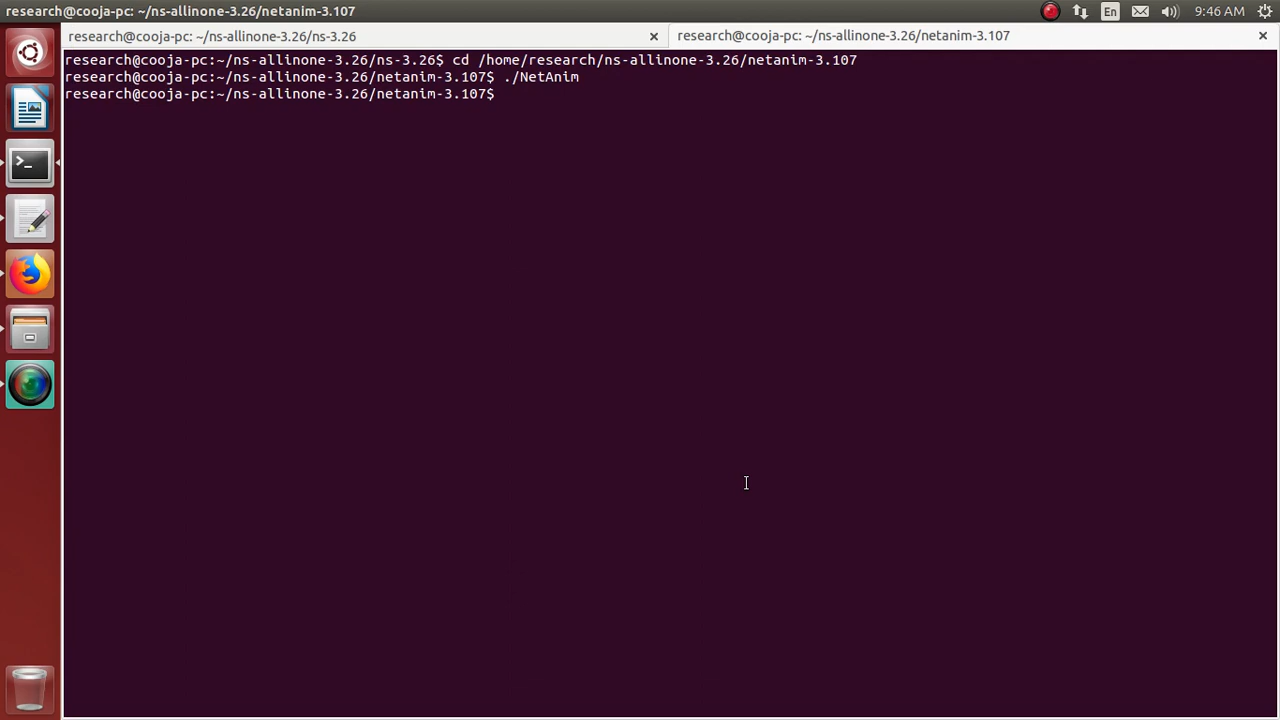 research@cooja-pc: ~/ns-allinone-3.26/netanim-3.107
En
9:46 AM
research@cooja-pc: ~/ns-allinone-3.26/ns-3.26
research@cooja-pc: ~/ns-allinone-3.26/netanim-3.107
research@cooja-pc:~/ns-allinone-3.26/ns-3.26$ cd /home/research/ns-allinone-3.26/netanim-3.107
research@cooja-pc:~/ns-allinone-3.26/netanim-3.107$ ./NetAnim
research@cooja-pc:~/ns-allinone-3.26/netanim-3.107$